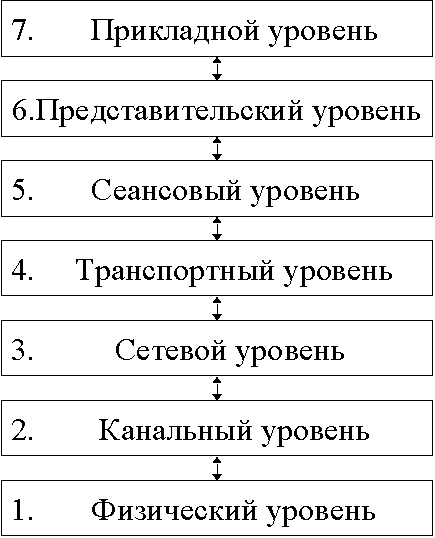 7. Прикладной уровень
6.Представительский уровень
5. Сеансовый уровень
4. Транспортный уровень
3. Сетевой уровень
2. Канальный уровень
1. Физический уровень